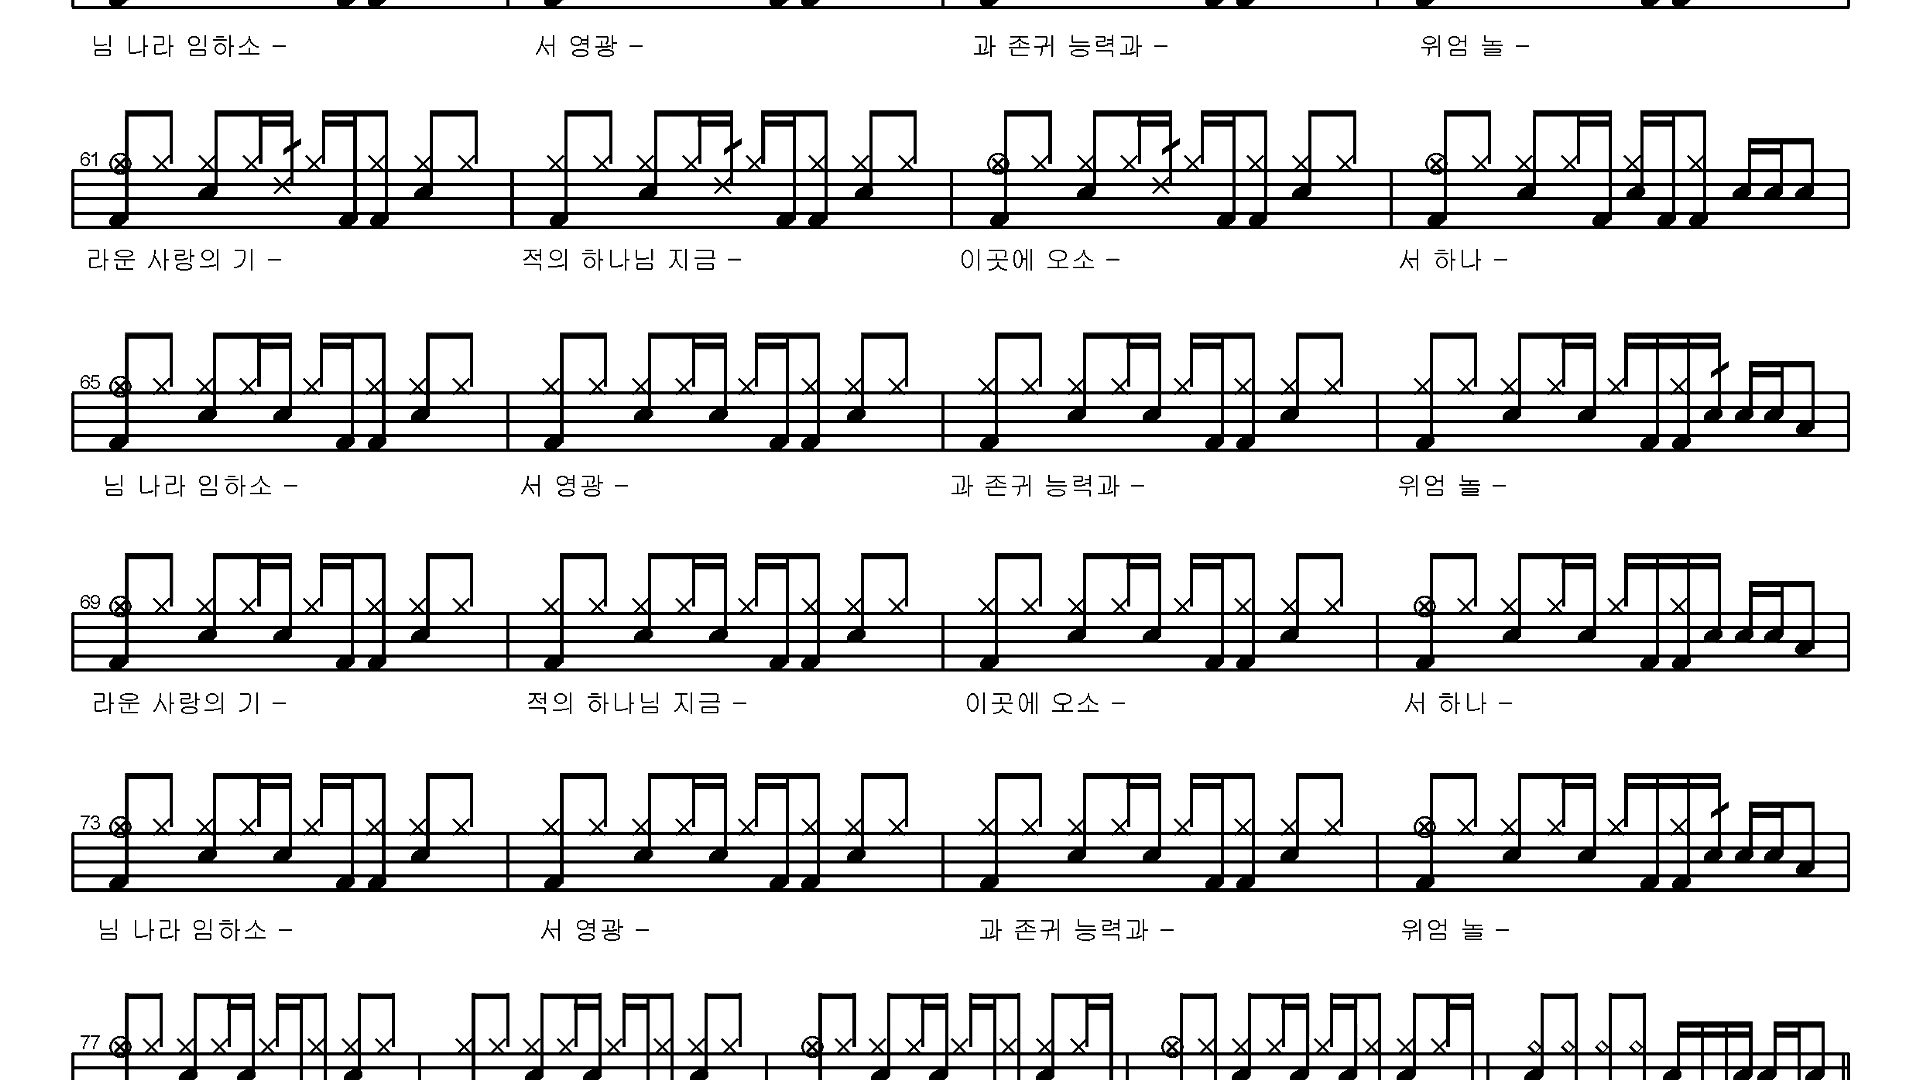 님 나라 임하소 – 서 영광 – 과 존귀 능력과 – 위엄 놀 –
61
라운 사랑의 기 – 적의 하나님 지금 – 이곳에 오소 – 서 하나 –
65
님 나라 임하소 – 서 영광 – 과 존귀 능력과 – 위엄 놀 –
69
라운 사랑의 기 – 적의 하나님 지금 – 이곳에 오소 – 서 하나 –
73
님 나라 임하소 – 서 영광 – 과 존귀 능력과 – 위엄 놀 –
77